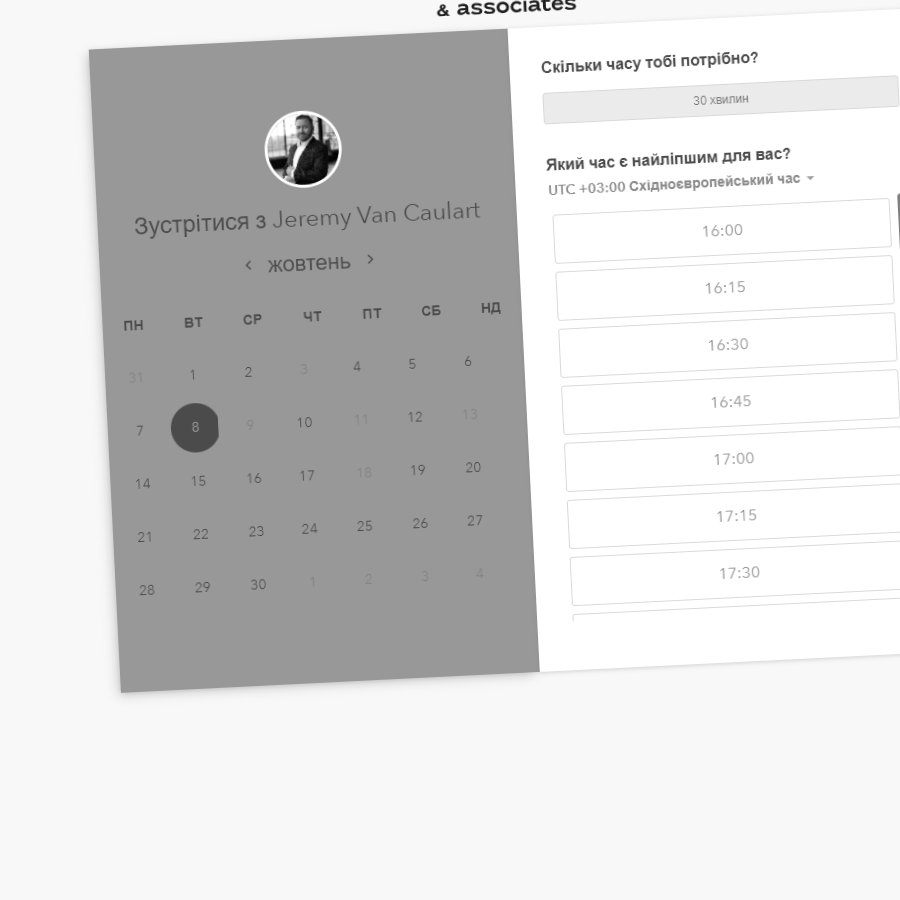 & associates
Зустрітися з Jeremy Van Caulart
‹ жовтень ›
ПН ВТ СР ЧТ ПТ СБ НД
31 1 2 3 4 5 6
7 8 9 10 11 12 13
14 15 16 17 18 19 20
21 22 23 24 25 26 27
28 29 30 1 2 3 4
Скільки часу тобі потрібно?
30 хвилин
Який час є найліпшим для вас?
UTC +03:00 Східноєвропейський час
16:00
16:15
16:30
16:45
17:00
17:15
17:30